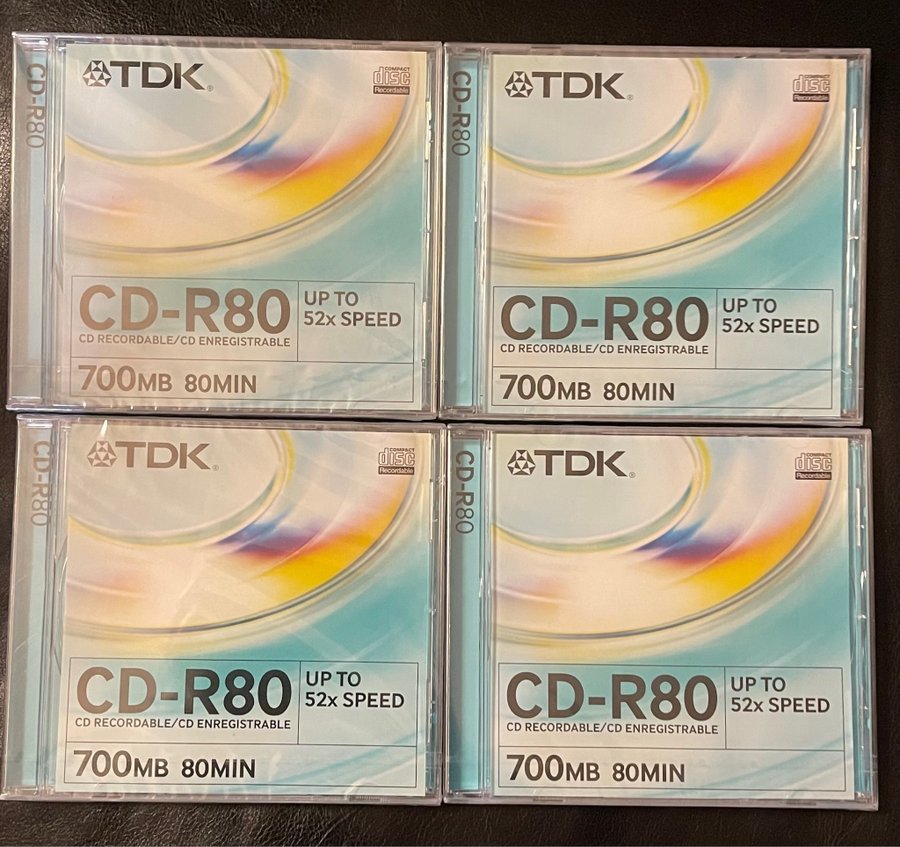 CD-R80
TDK®
COMPACT
disc
Recordable
CD-R80
UP TO
52x SPEED
CD RECORDABLE/CD ENREGISTRABLE
700MB 80MIN
CD-R80
TDK®
COMPACT
disc
Recordable
CD-R80
UP TO
52x SPEED
CD RECORDABLE/CD ENREGISTRABLE
700MB 80MIN
CD-R80
TDK®
COMPACT
disc
Recordable
CD-R80
UP TO
52x SPEED
CD RECORDABLE/CD ENREGISTRABLE
700MB 80MIN
CD-R80
TDK®
COMPACT
disc
Recordable
CD-R80
UP TO
52x SPEED
CD RECORDABLE/CD ENREGISTRABLE
700MB 80MIN